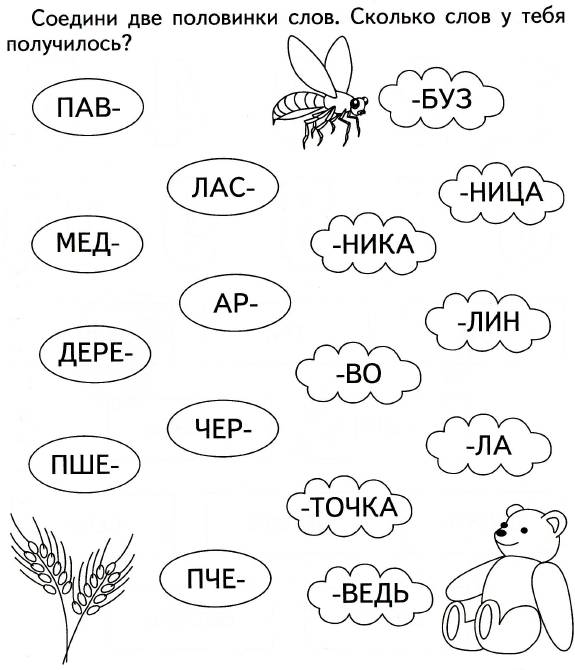 Соедини две половинки слов. Сколько слов у тебя
получилось?
ПАВ-
-БУЗ
ЛАС-
-НИЦА
МЕД-
-НИКА
АР-
-ЛИН
ДЕРЕ-
-ВО
ЧЕР-
-ЛА
ПШЕ-
-ТОЧКА
ПЧЕ-
-ВЕДЬ